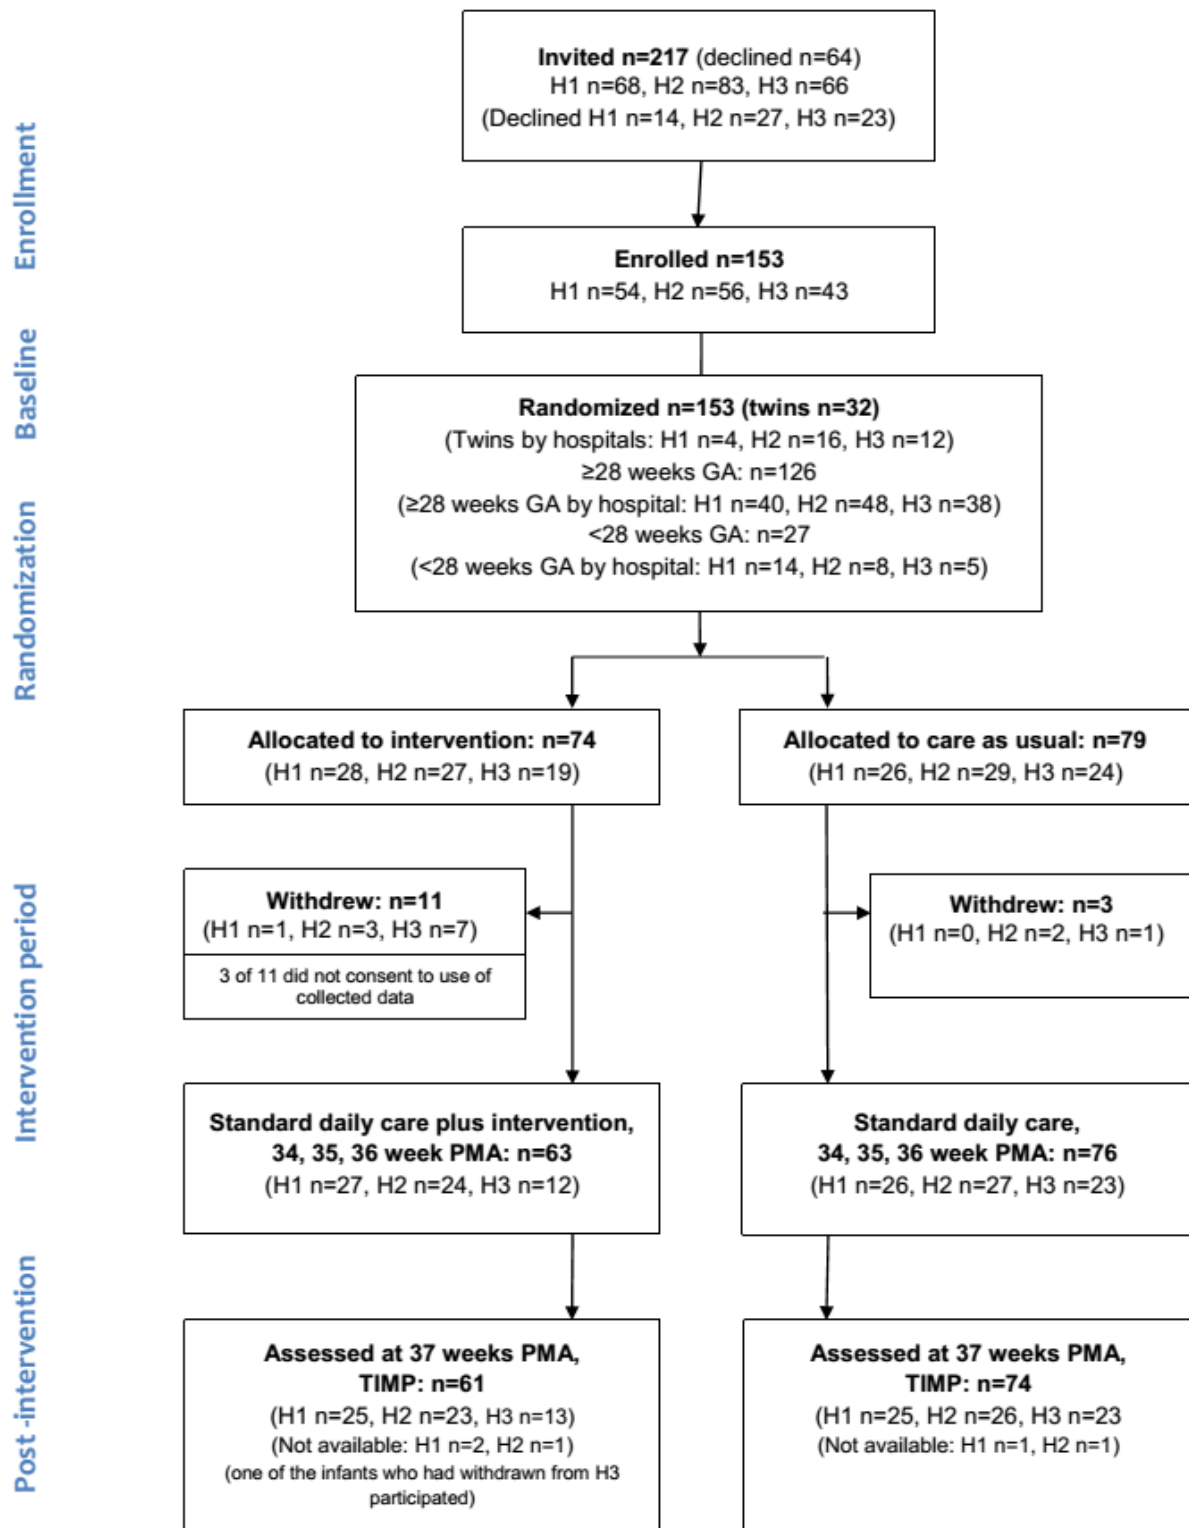 Enrollment
Invited n=217 (declined n=64)
H1 n=68, H2 n=83, H3 n=66
(Declined H1 n=14, H2 n=27, H3 n=23)
Enrolled n=153
H1 n=54, H2 n=56, H3 n=43
Baseline
Randomized n=153 (twins n=32)
(Twins by hospitals: H1 n=4, H2 n=16, H3 n=12)
≥28 weeks GA: n=126
(≥28 weeks GA by hospital: H1 n=40, H2 n=48, H3 n=38)
<28 weeks GA: n=27
(<28 weeks GA by hospital: H1 n=14, H2 n=8, H3 n=5)
Randomization
Allocated to intervention: n=74
(H1 n=28, H2 n=27, H3 n=19)
Allocated to care as usual: n=79
(H1 n=26, H2 n=29, H3 n=24)
Intervention period
Withdrew: n=11
(H1 n=1, H2 n=3, H3 n=7)
3 of 11 did not consent to use of
collected data
Withdrew: n=3
(H1 n=0, H2 n=2, H3 n=1)
Standard daily care plus intervention,
34, 35, 36 week PMA: n=63
(H1 n=27, H2 n=24, H3 n=12)
Standard daily care,
34, 35, 36 week PMA: n=76
(H1 n=26, H2 n=27, H3 n=23)
Post -intervention
Assessed at 37 weeks PMA,
TIMP: n=61
(H1 n=25, H2 n=23, H3 n=13)
(Not available: H1 n=2, H2 n=1)
(one of the infants who had withdrawn from H3
participated)
Assessed at 37 weeks PMA,
TIMP: n=74
(H1 n=25, H2 n=26, H3 n=23
(Not available: H1 n=1, H2 n=1)